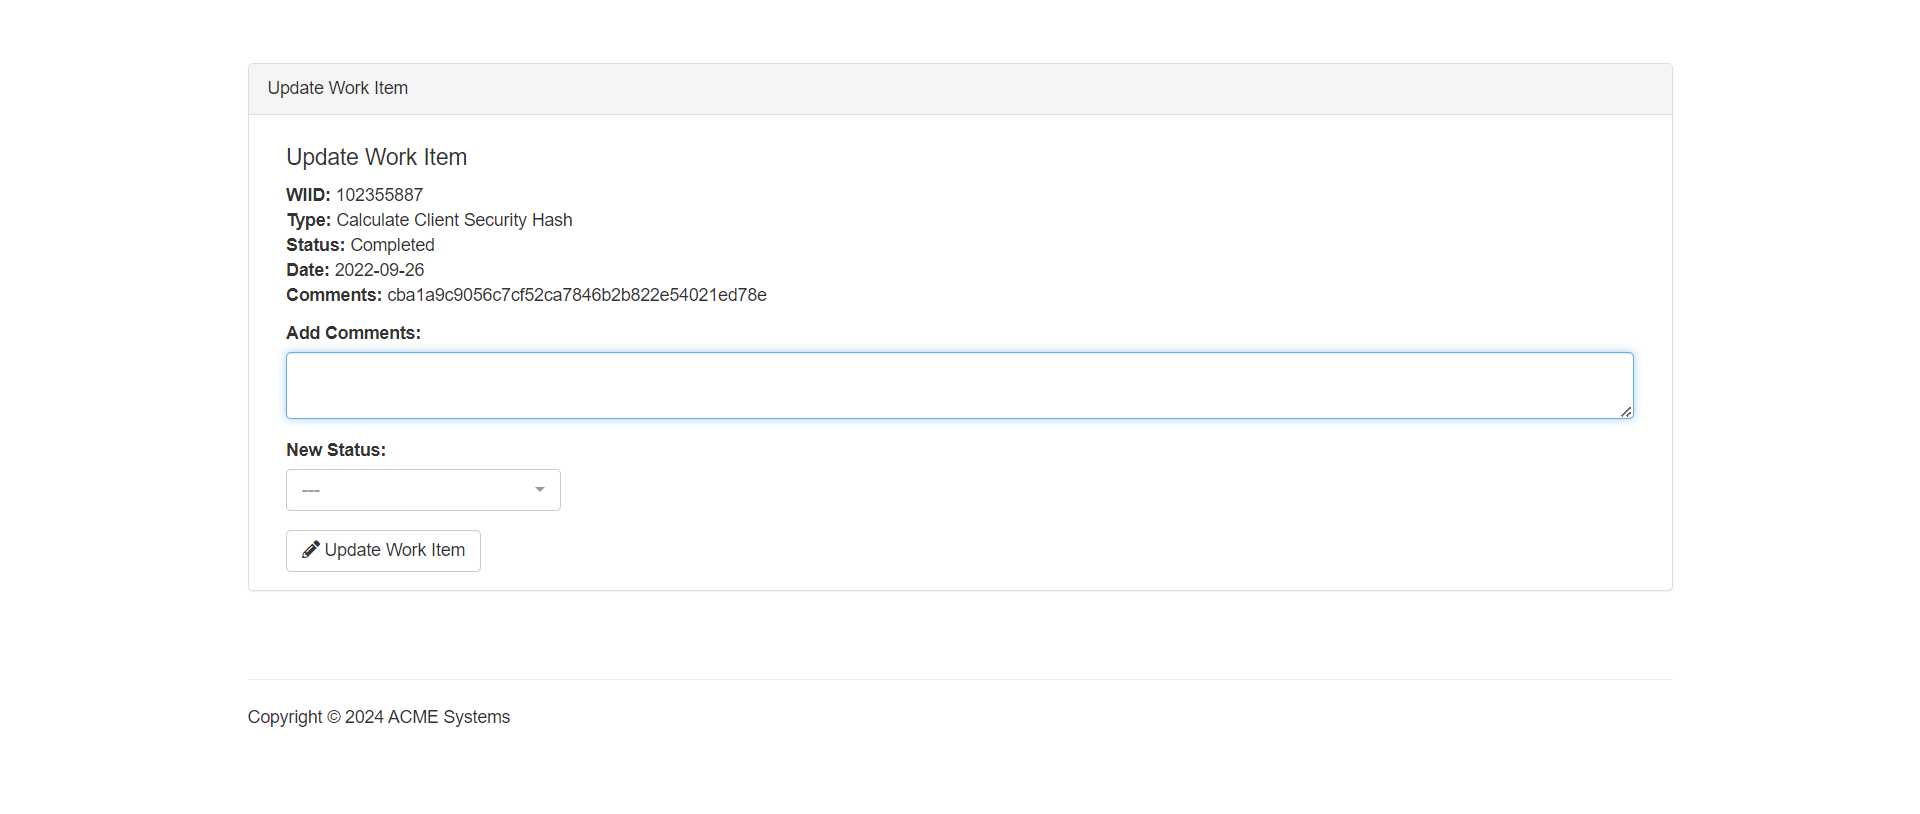 Update Work Item
Update Work Item
WIID: 102355887
Type: Calculate Client Security Hash
Status: Completed
Date: 2022-09-26
Comments: cba1a9c9056c7cf52ca7846b2b822e54021ed78e
Add Comments:
New Status:
---
Update Work Item
Copyright © 2024 ACME Systems